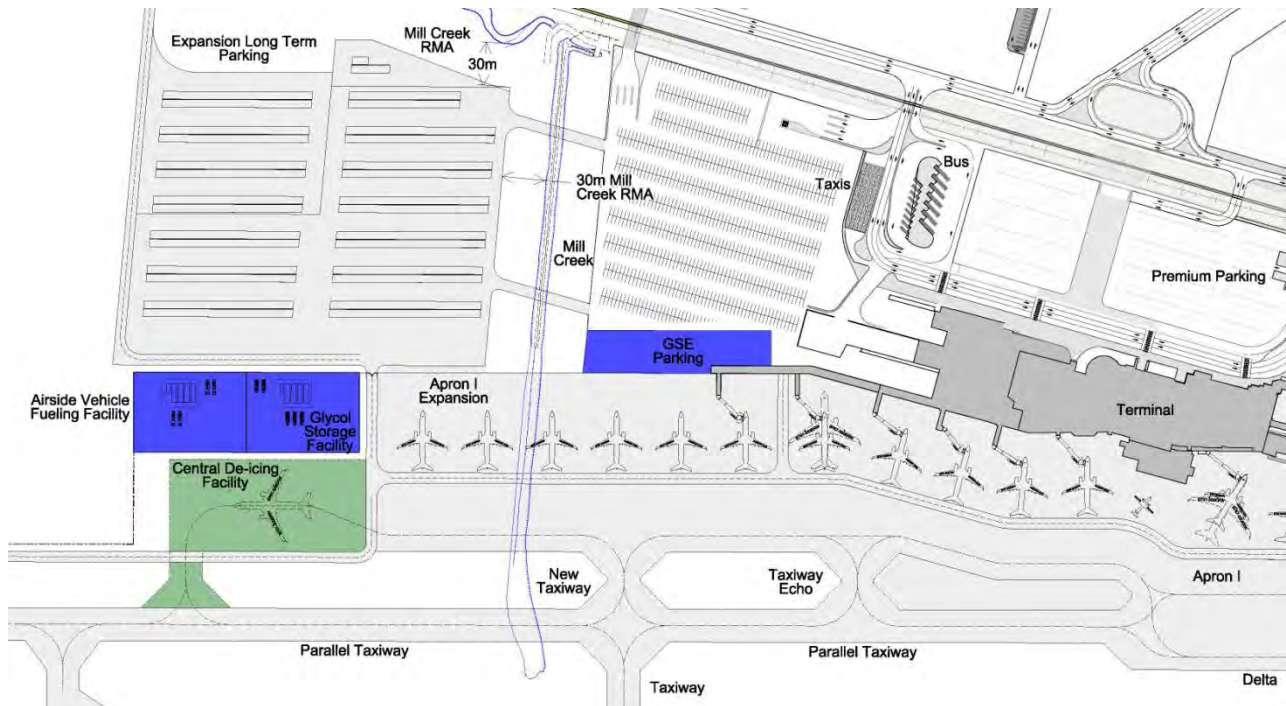 Expansion Long Term
Parking
Mill Creek
RMA
30m
30m Mill
Creek RMA
Mill
Creek
Taxis
Bus
Premium Parking
GSE
Parking
Airside Vehicle
Fueling Facility
Glycol
Storage
Facility
Apron I
Expansion
Terminal
Central De-icing
Facility
New
Taxiway
Taxiway
Echo
Apron I
Parallel Taxiway
Parallel Taxiway
Taxiway
Delta